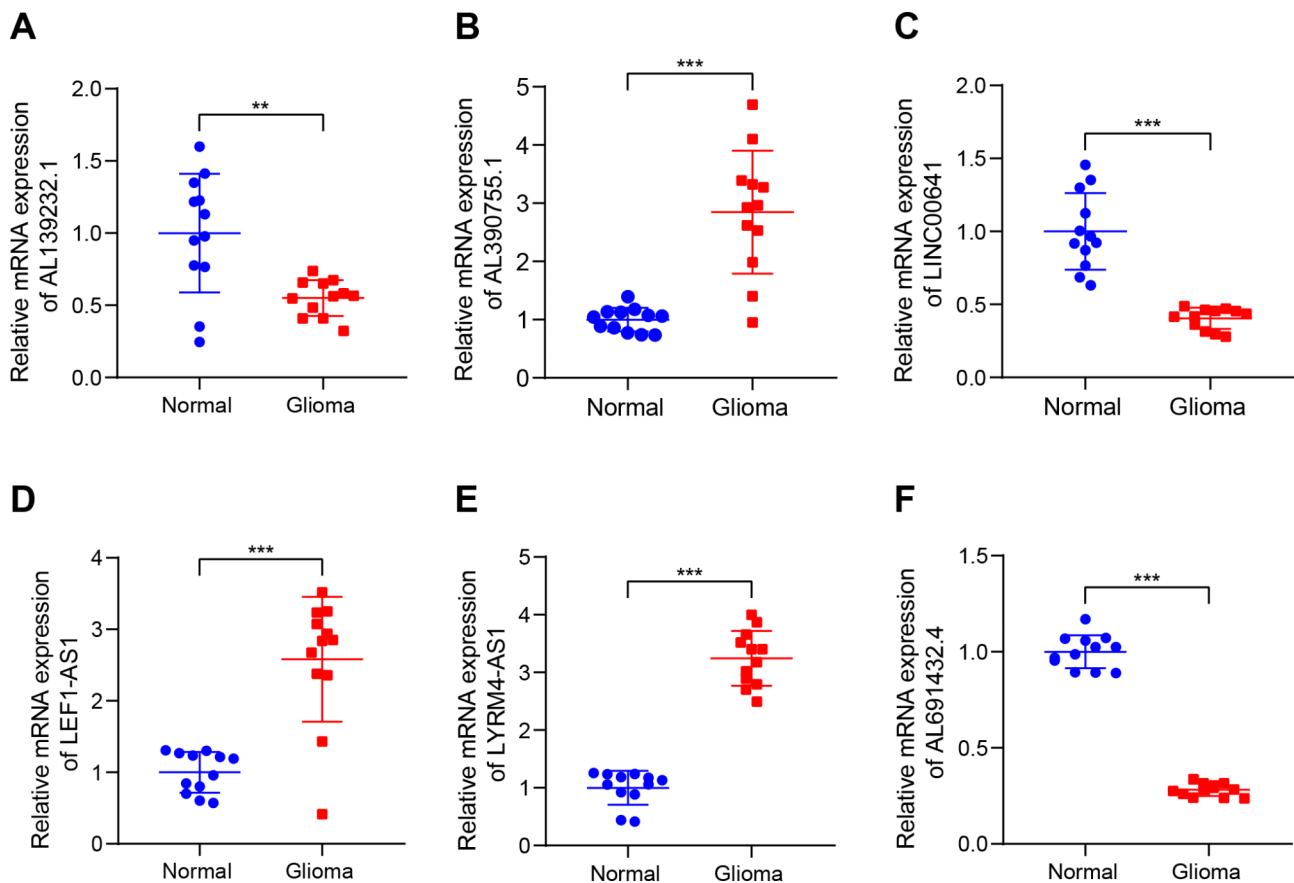 A
Relative mRNA expression
of AL139232.1
2.0
1.5
1.0
0.5
0.0
**
Normal
Glioma
B
Relative mRNA expression
of AL390755.1
5
4
3
2
1
0
***
Normal
Glioma
C
Relative mRNA expression
of LINC00641
2.0
1.5
1.0
0.5
0.0
***
Normal
Glioma
D
Relative mRNA expression
of LEF1-AS1
4
3
2
1
0
***
Normal
Glioma
E
Relative mRNA expression
of LYRM4-AS1
5
4
3
2
1
0
***
Normal
Glioma
F
Relative mRNA expression
of AL691432.4
1.5
1.0
0.5
0.0
***
Normal
Glioma